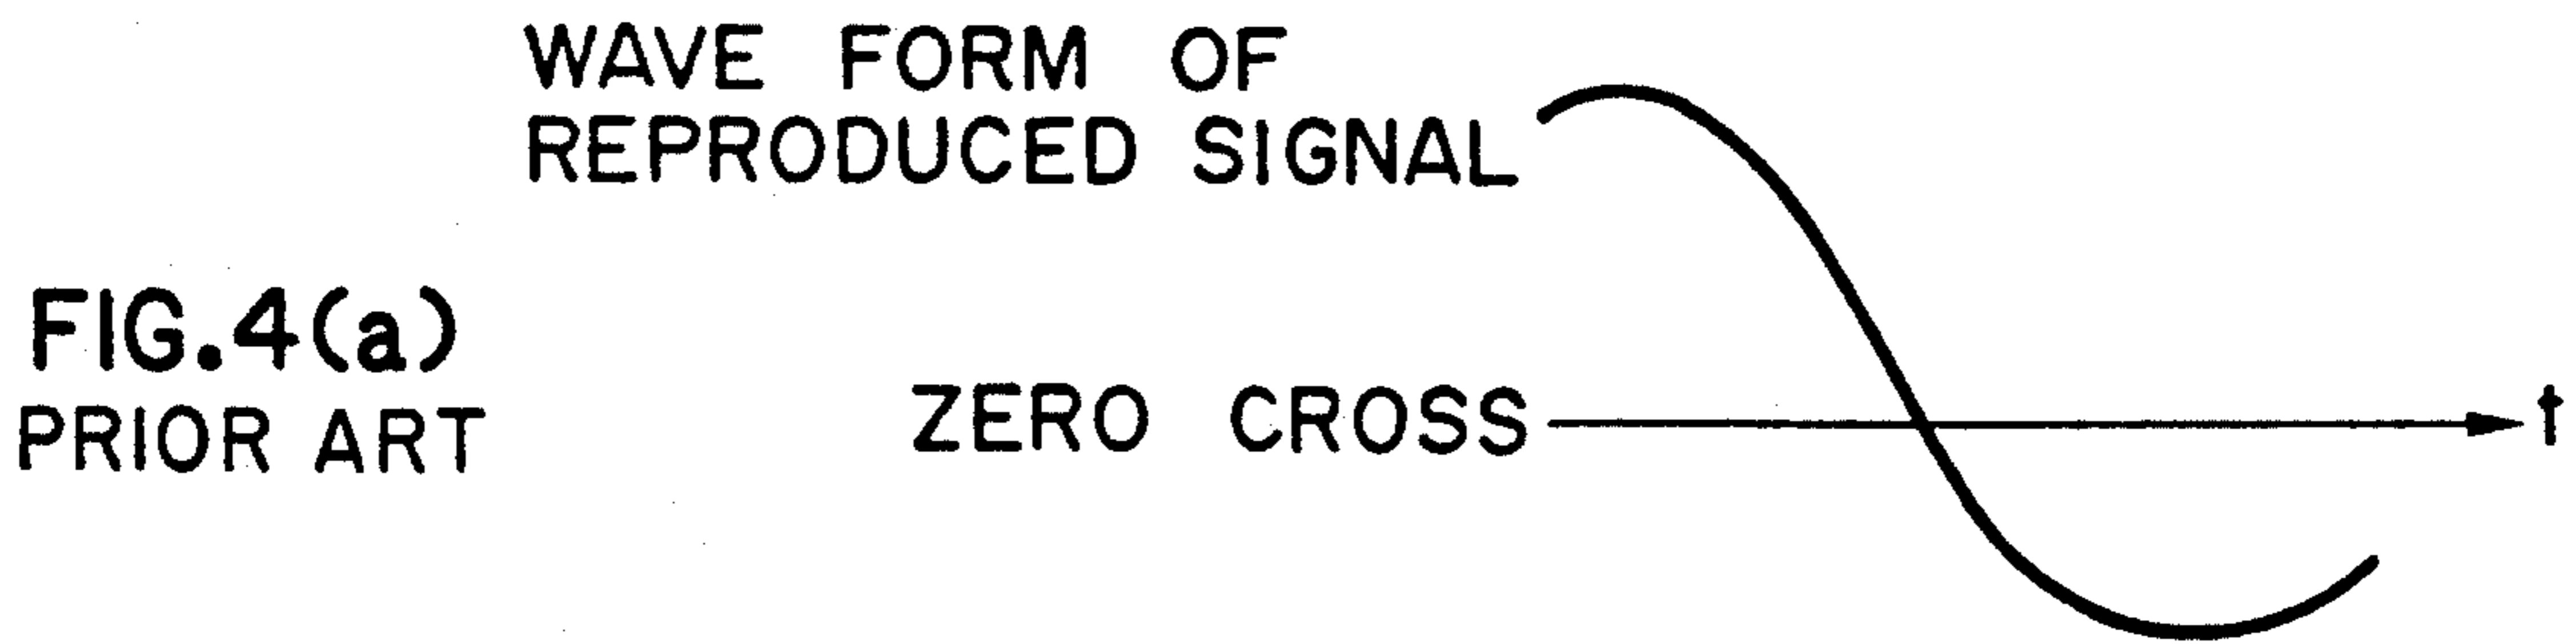 WAVE FORM OF
REPRODUCED SIGNAL
FIG.4(a)
PRIOR ART
ZERO CROSS
t